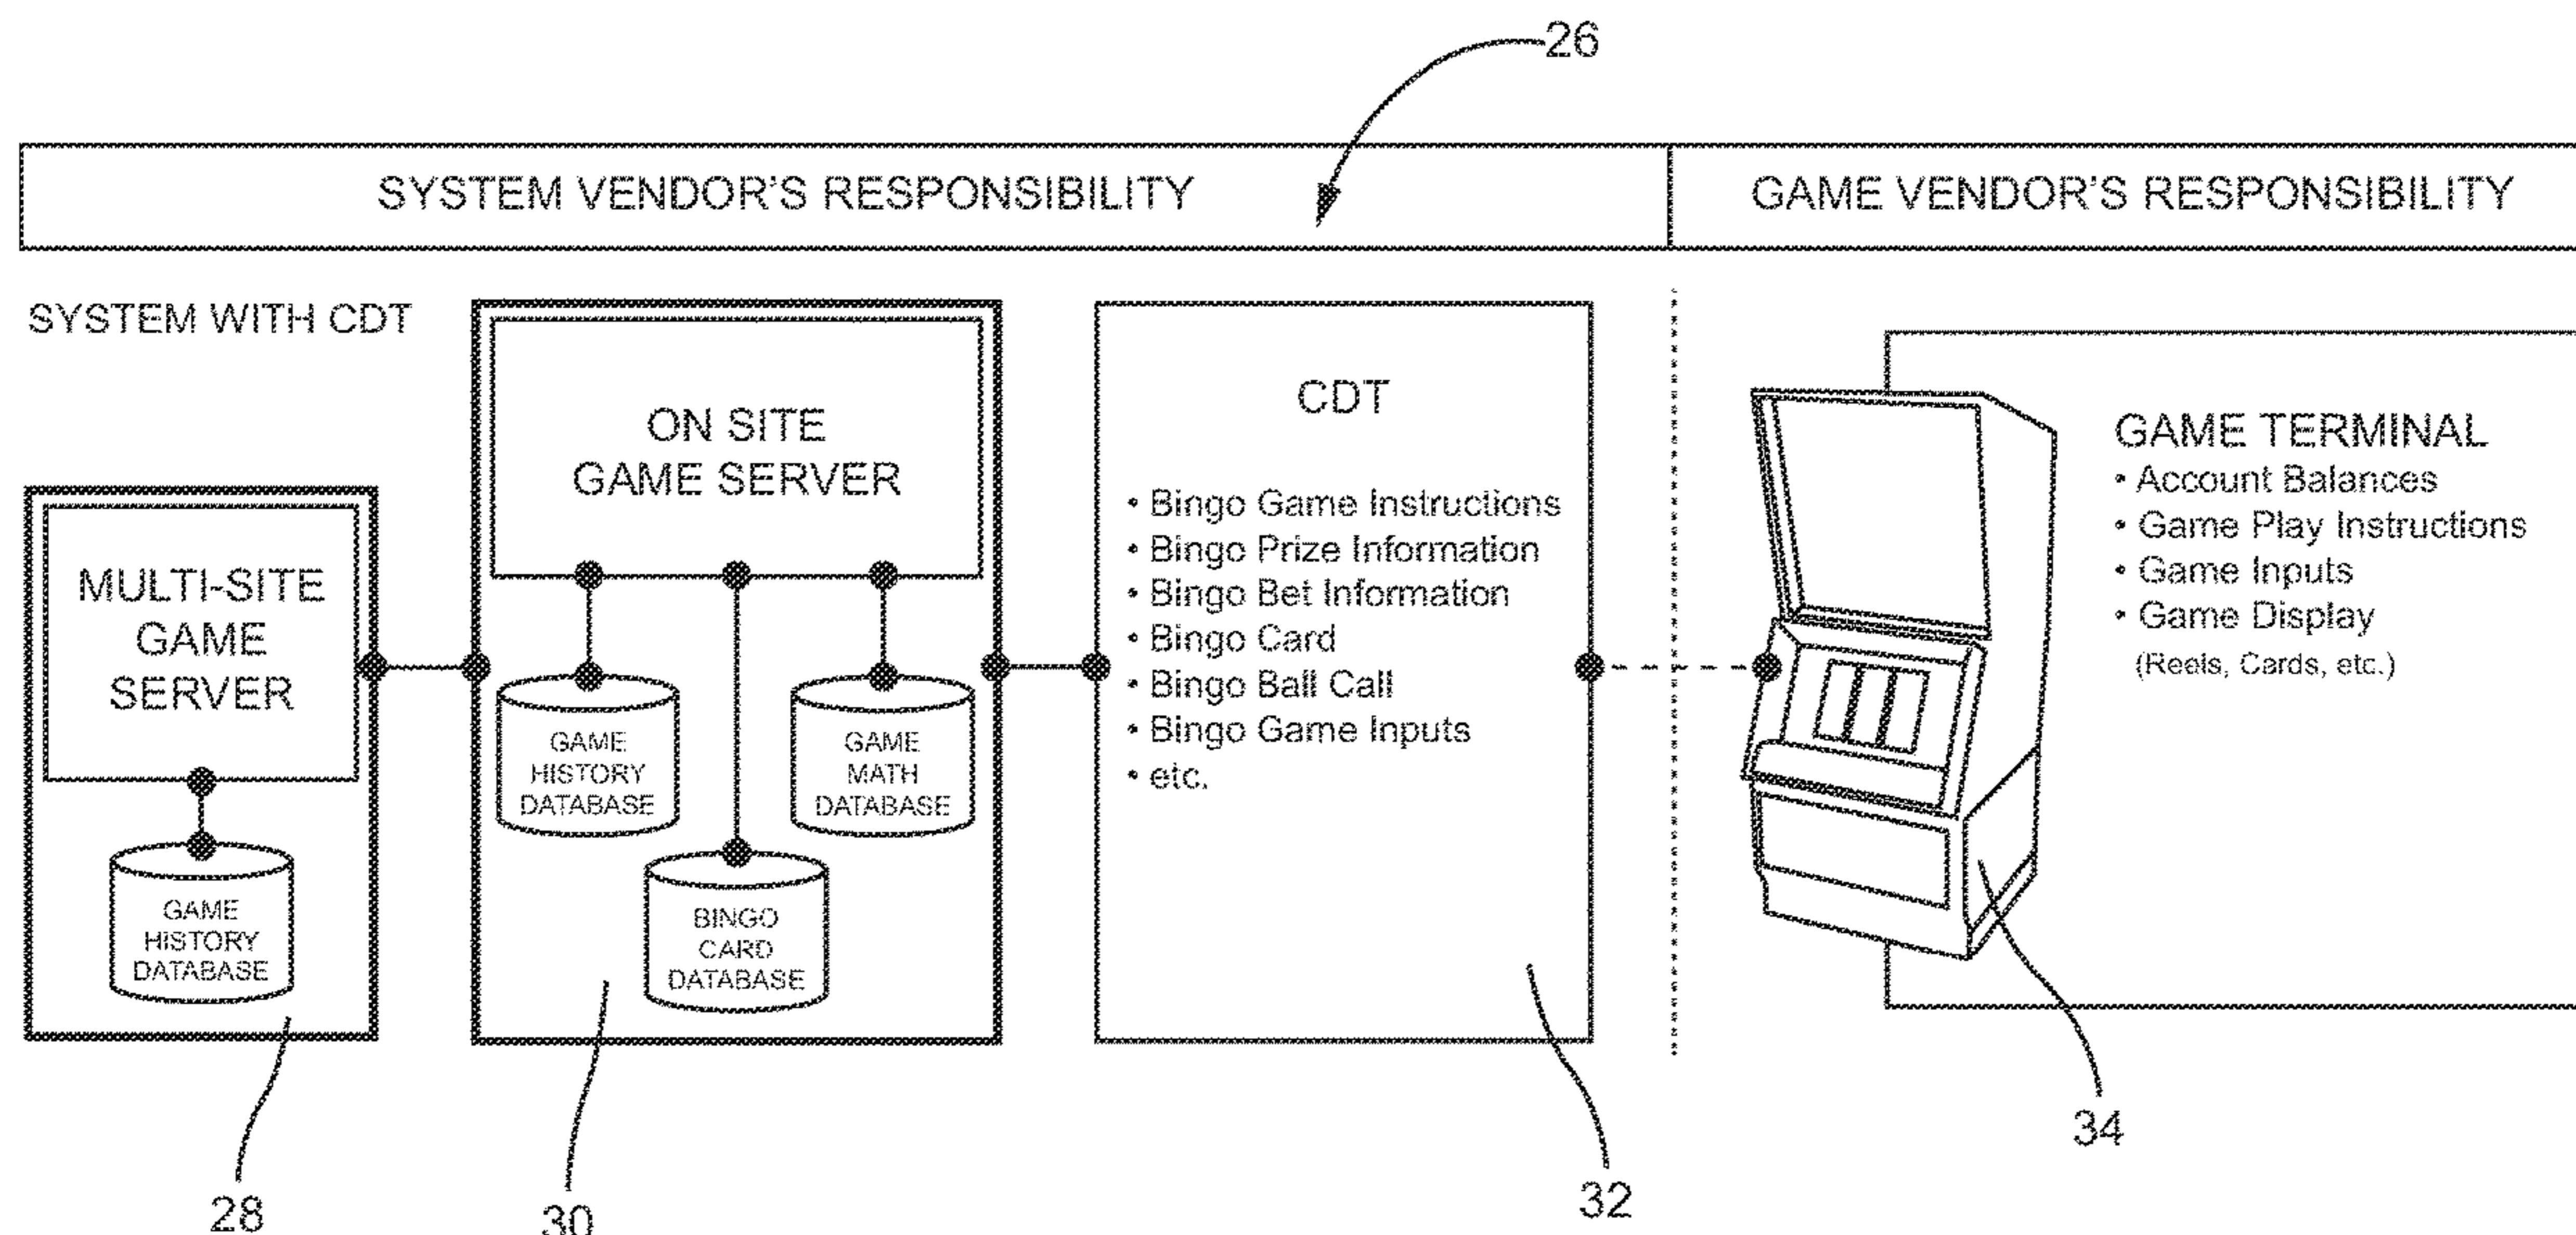 26
SYSTEM VENDOR'S RESPONSIBILITY
GAME VENDOR'S RESPONSIBILITY
SYSTEM WITH CDT
MULTI-SITE
GAME
SERVER
GAME
HISTORY
DATABASE
ON SITE
GAME SERVER
GAME
HISTORY
DATABASE
BINGO
CARD
DATABASE
GAME
MATH
DATABASE
CDT
• Bingo Game Instructions
• Bingo Prize Information
• Bingo Bet Information
• Bingo Card
• Bingo Ball Call
• Bingo Game Inputs
• etc.
GAME TERMINAL
• Account Balances
• Game Play Instructions
• Game Inputs
• Game Display
(Reels, Cards, etc.)
28
30
32
34